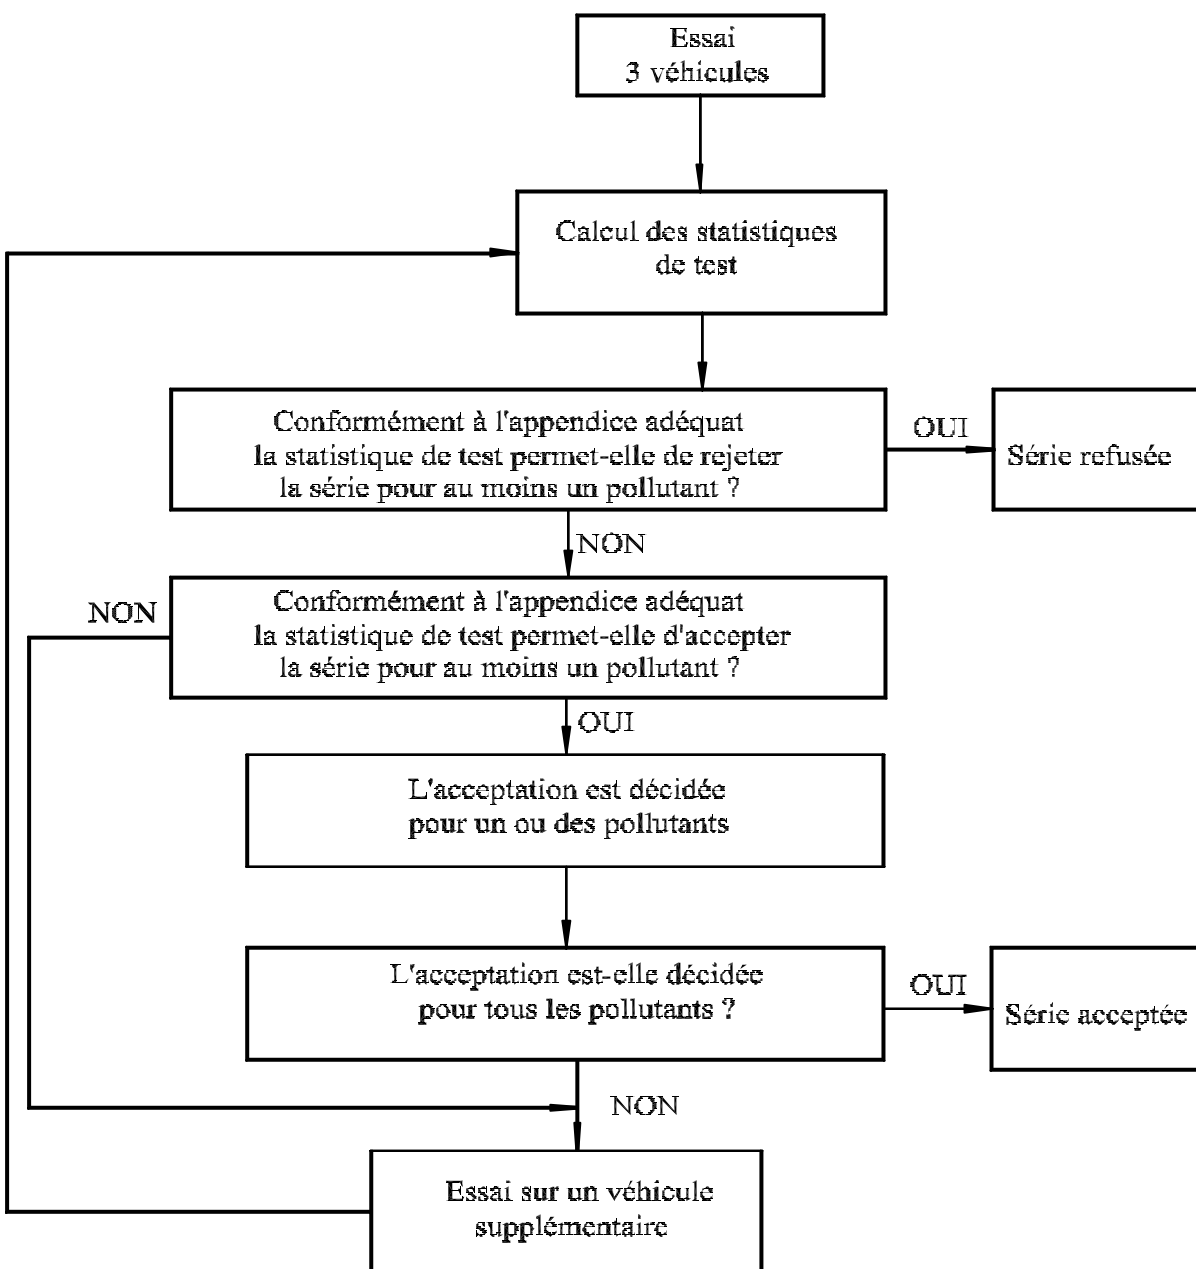 Essai
3 véhicules
Calcul des statistiques
de test
Conformément à l'appendice adéquat
la statistique de test permet-elle de rejeter
la série pour au moins un pollutant ?
OUI
Série refusée
NON
NON
Conformément à l'appendice adéquat
la statistique de test permet-elle d'accepter
la série pour au moins un pollutant ?
OUI
L'acceptation est décidée
pour un ou des pollutants
L'acceptation est-elle décidée
pour tous les pollutants ?
OUI
Série acceptée
NON
Essai sur un véhicule
supplémentaire